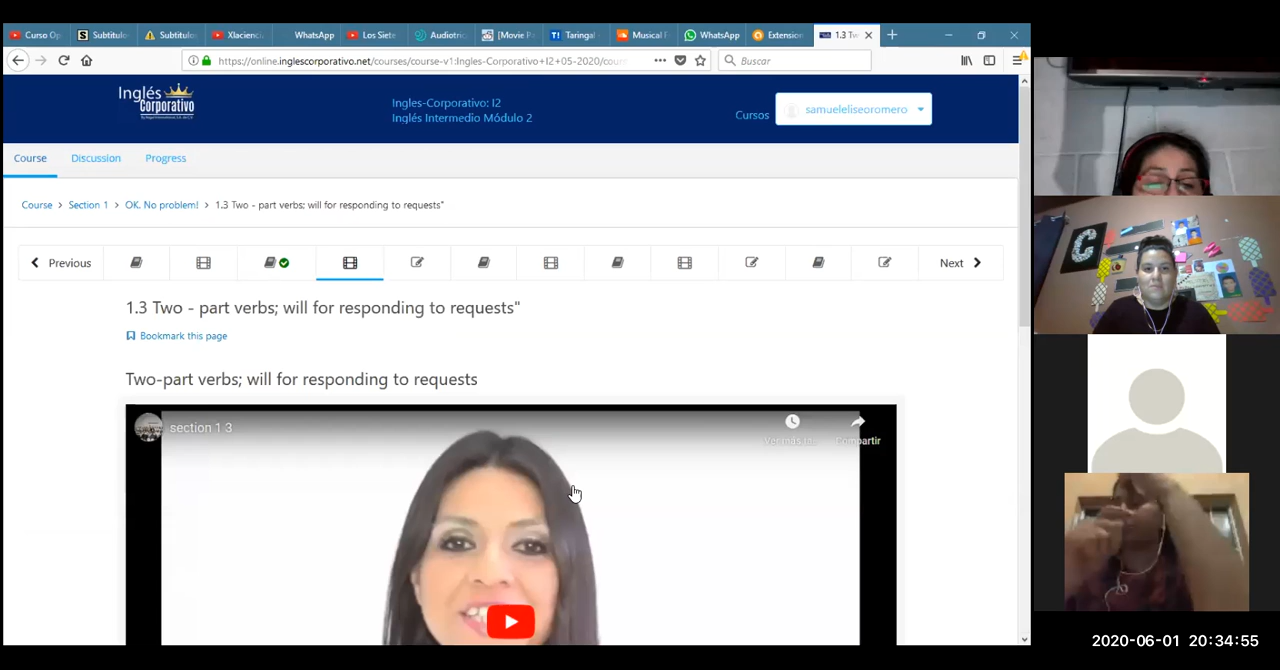 Curso Op
Subtitulo
Subtitulo
Xlacienci
WhatsApp
Los Siete
Audiotrc
[Movie P
Taringa!
Musical F
WhatsApp
Extension
1.3 Tw
https://online.inglescorporativo.net/courses/course-v1:Ingles-Corporativo+I2+05-2020/cour
Buscar
Inglés
Corporativo
Ingles-Corporativo: I2
Inglés Intermedio Módulo 2
Cursos
samueleliseoromero
Course
Discussion
Progress
Course > Section 1 > OK. No problem! > 1.3 Two - part verbs; will for responding to requests"
Previous
Next
1.3 Two - part verbs; will for responding to requests"
Bookmark this page
Two-part verbs; will for responding to requests
section 1 3
Ver más
Compartir
C
2020-06-01 20:34:55